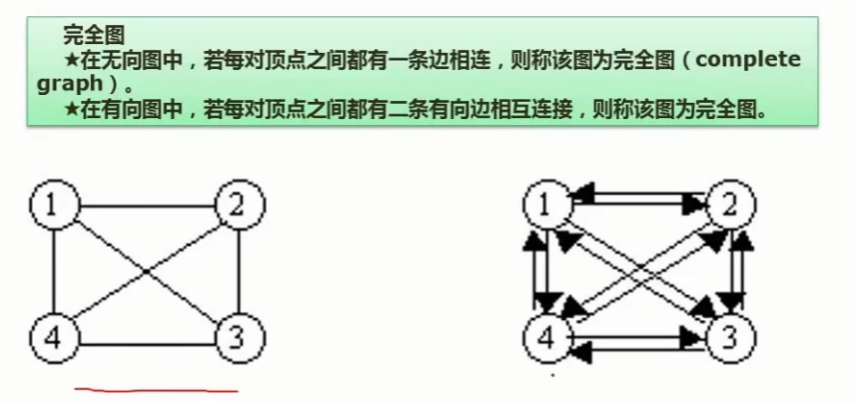 完全图
★在无向图中，若每对顶点之间都有一条边相连，则称该图为完全图（complete
graph）。
★在有向图中，若每对顶点之间都有二条有向边相互连接，则称该图为完全图。
1 2 1 2
4 3 4 3